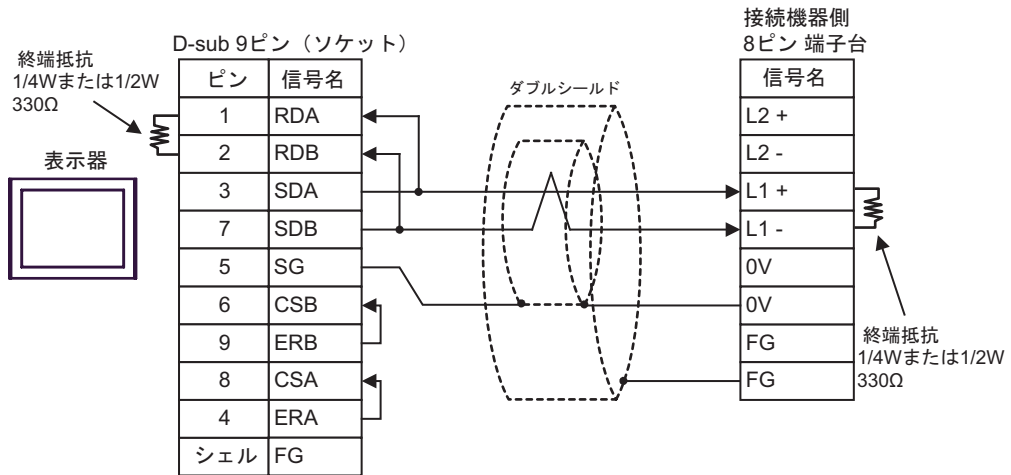 接続機器側
8ピン 端子台
D-sub 9ピン（ソケット）
終端抵抗
1/4Wまたは1/2W
330Ω
表示器
ピン 信号名
1 RDA
2 RDB
3 SDA
7 SDB
5 SG
6 CSB
9 ERB
8 CSA
4 ERA
シェル FG
ダブルシールド
信号名
L2 +
L2 -
L1 +
L1 -
0V
0V
FG
FG
終端抵抗
1/4Wまたは1/2W
330Ω